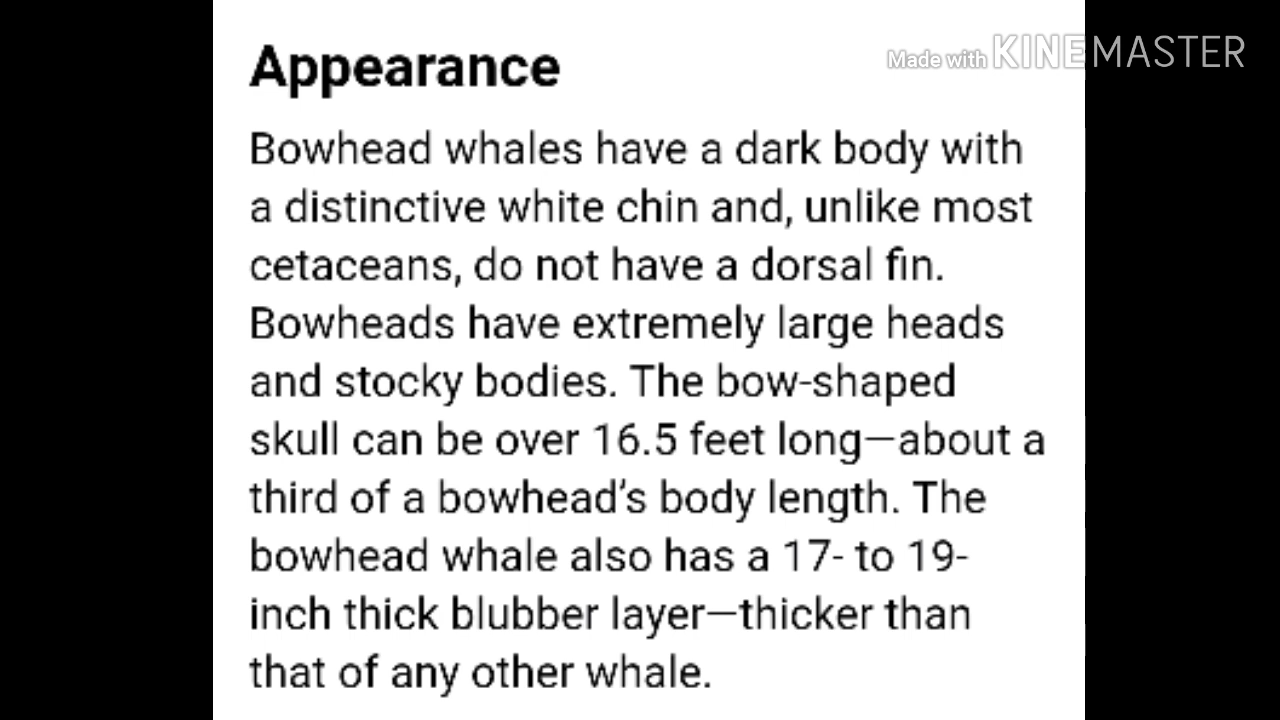 Made with KINEMASTER
Appearance
Bowhead whales have a dark body with
a distinctive white chin and, unlike most
cetaceans, do not have a dorsal fin.
Bowheads have extremely large heads
and stocky bodies. The bow-shaped
skull can be over 16.5 feet long—about a
third of a bowhead's body length. The
bowhead whale also has a 17- to 19-
inch thick blubber layer—thicker than
that of any other whale.